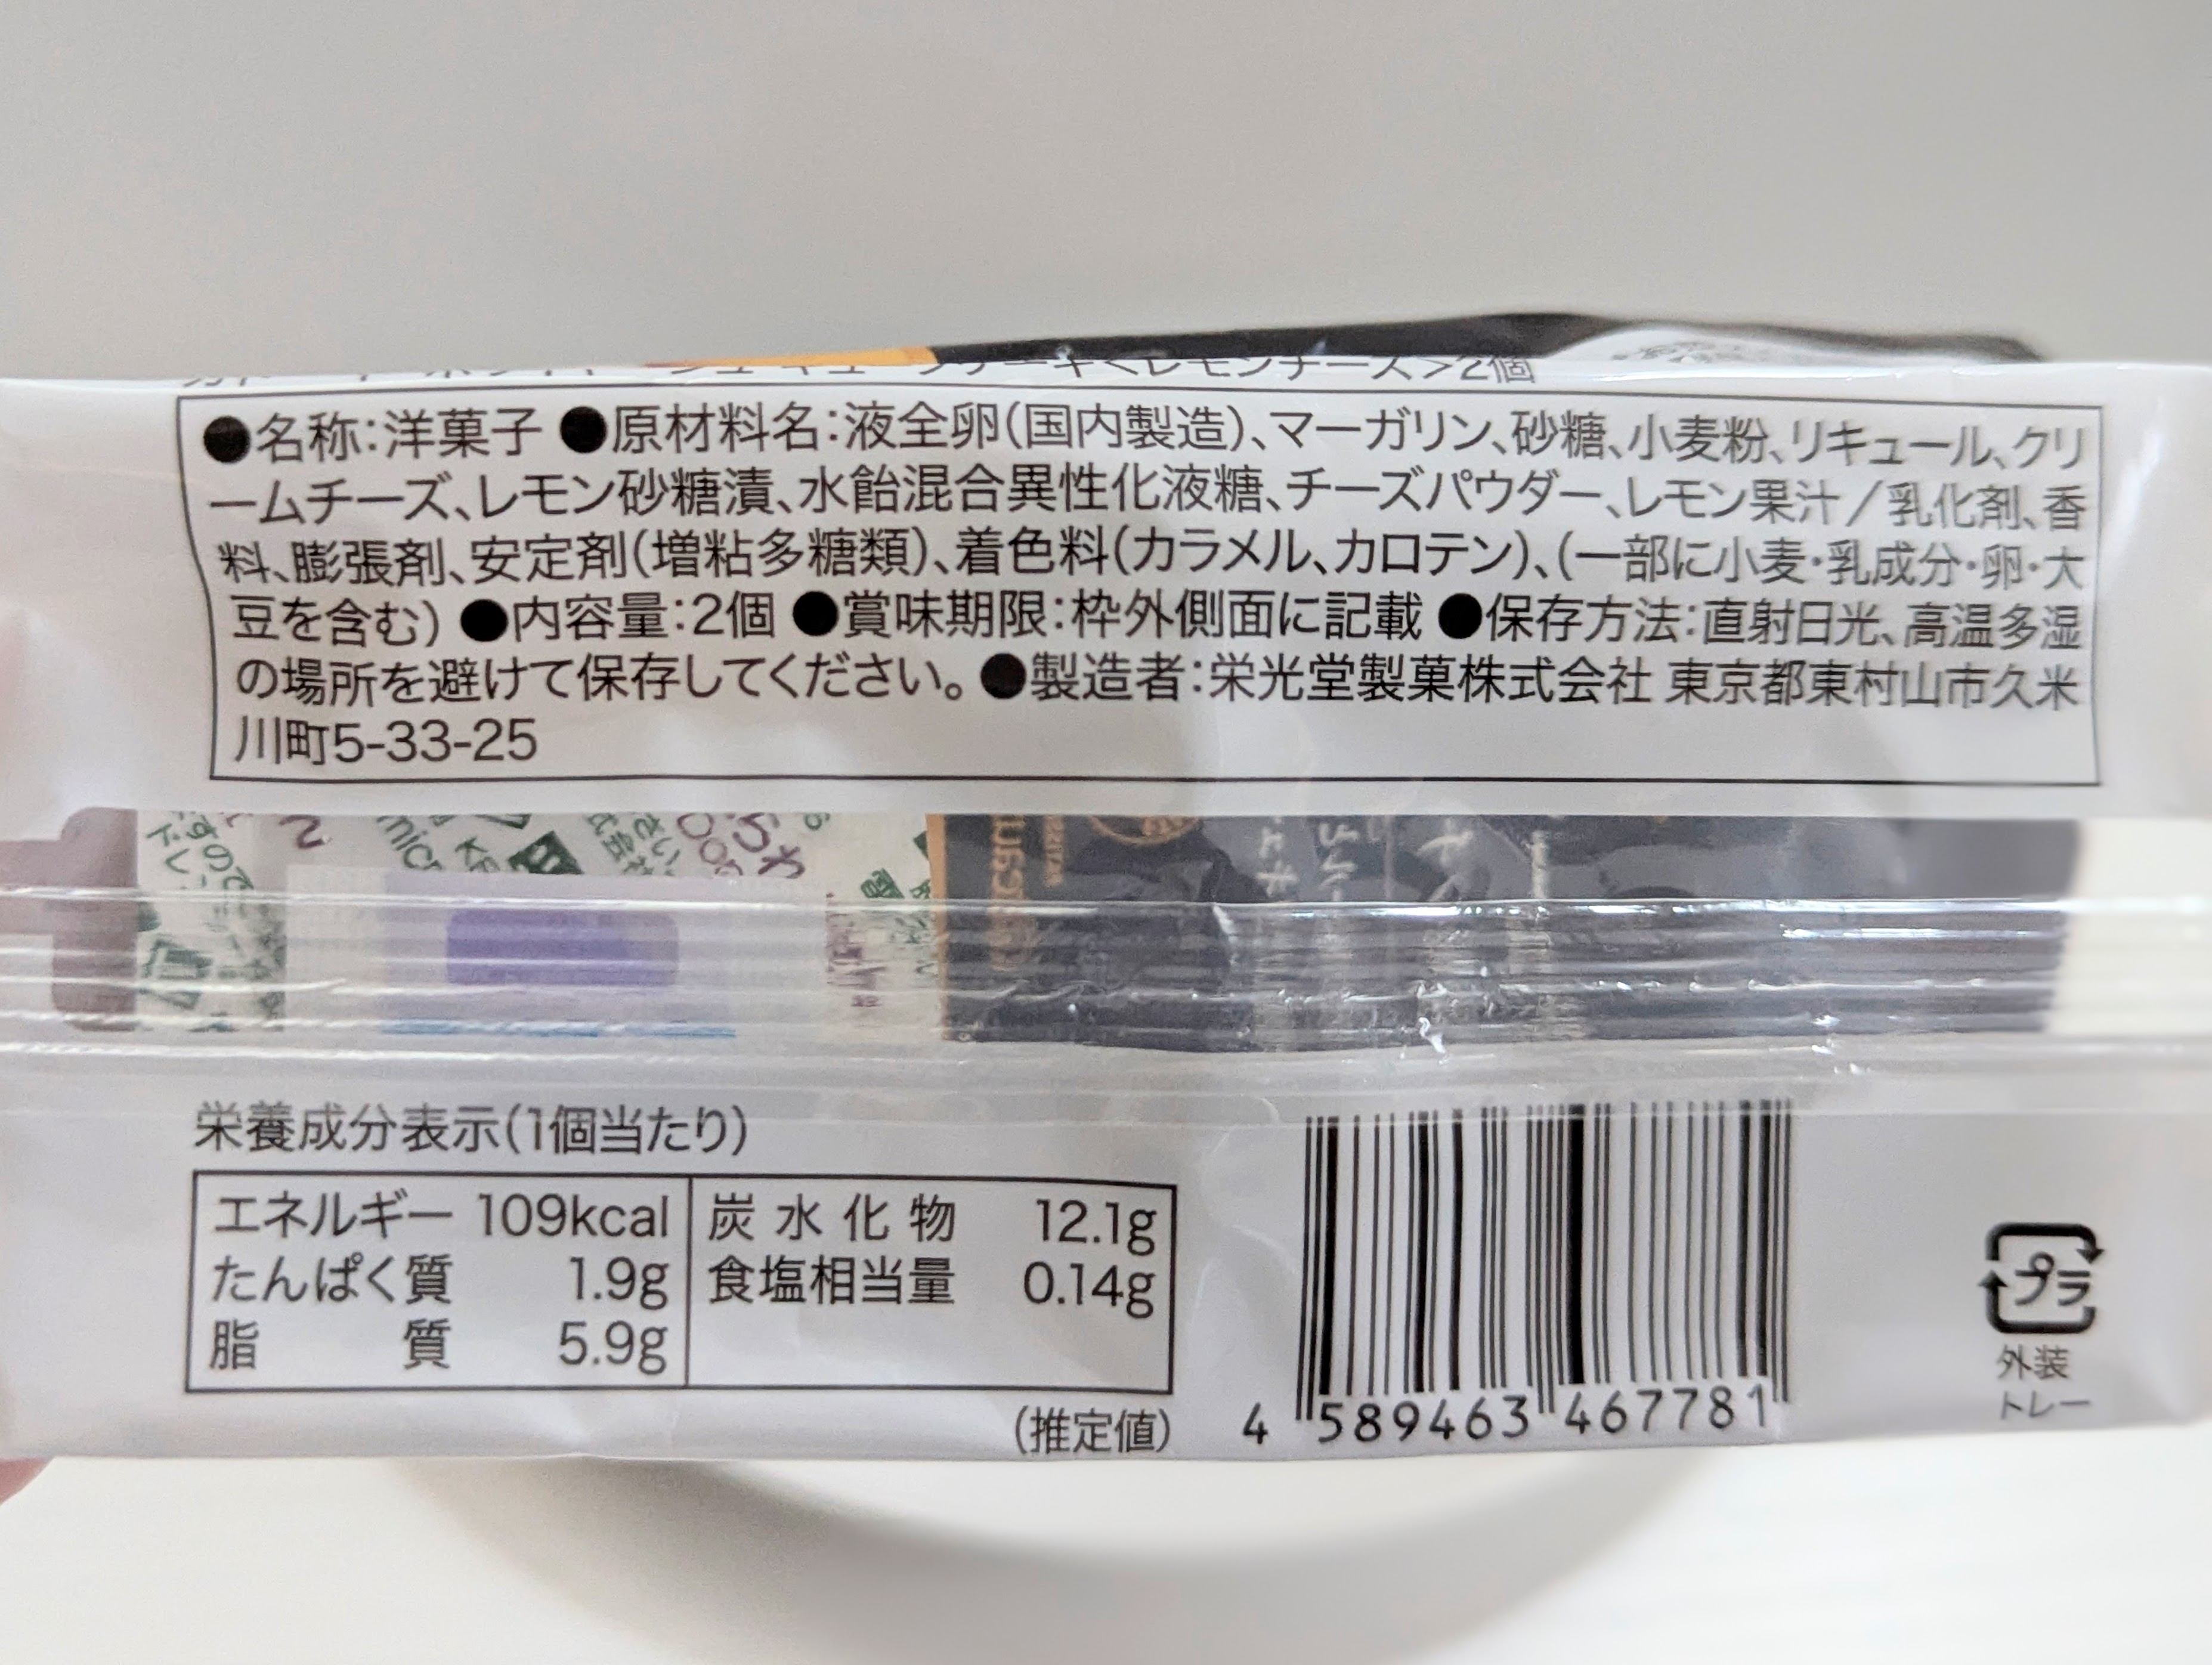 ケーキ<レモンチーズ>2個
●名称:洋菓子 ●原材料名:液全卵(国内製造)、マーガリン、砂糖、小麦粉、リキュール、クリ
ームチーズ、レモン砂糖漬、水飴混合異性化液糖、チーズパウダー、レモン果汁/乳化剤、香
料、膨張剤、安定剤(増粘多糖類)、着色料(カラメル、カロテン)、(一部に小麦・乳成分・卵・大
豆を含む) ●内容量:2個 ●賞味期限:枠外側面に記載 ●保存方法:直射日光、高温多湿
の場所を避けて保存してください。●製造者:栄光堂製菓株式会社 東京都東村山市久米
川町5-33-25
栄養成分表示(1個当たり)
エネルギー 109kcal 炭水化物 12.1g
たんぱく質 1.9g 食塩相当量 0.14g
脂質 5.9g
(推定値)
4 589463 467781
プラ
外装
トレー